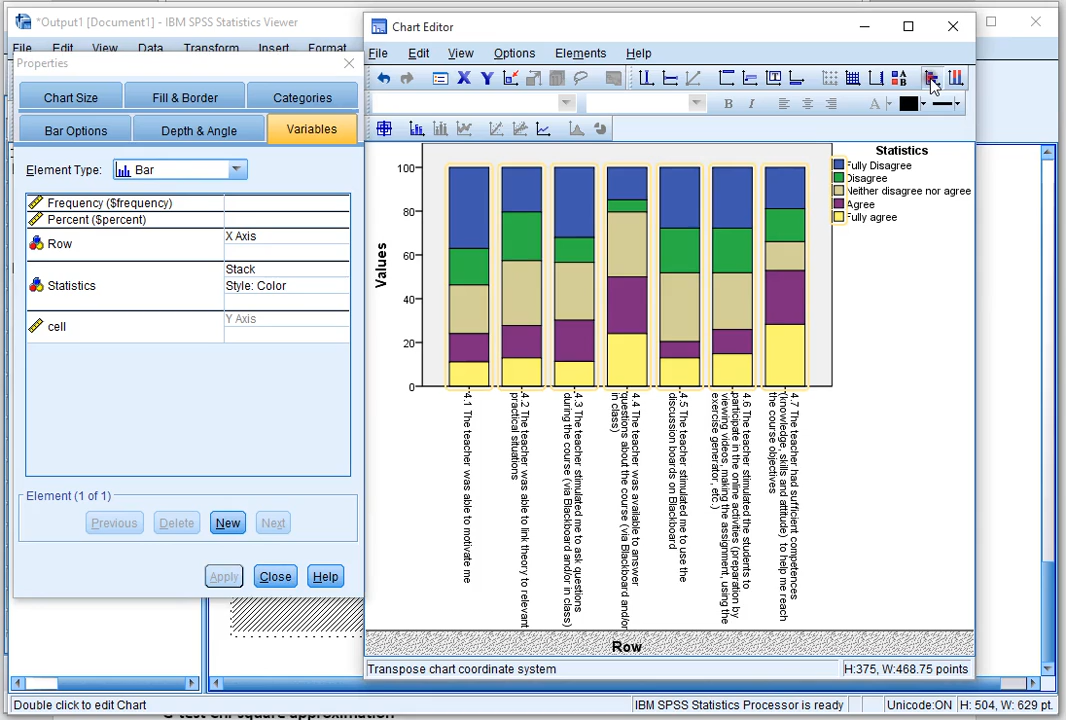 *Output1 [Document1] - IBM SPSS Statistics Viewer
File Edit View Data Transform Insert Format
Properties
Chart Size Fill & Border Categories
Bar Options Depth & Angle Variables
Element Type: Bar
Frequency ($frequency)
Percent ($percent)
Row X Axis
Statistics Stack
Style: Color
cell Y Axis
Element (1 of 1)
Previous Delete New Next
Apply Close Help
Chart Editor
File Edit View Options Elements Help
X Y
B I A
Statistics
Fully Disagree
Disagree
Neither disagree nor agree
Agree
Fully agree
Values
100
80
60
40
20
0
4.1 The teacher was able to motivate me
4.2 The teacher was able to link theory to relevant
practical situations
4.3 The teacher stimulated me to ask questions
during the course (via Blackboard and/or in class)
4.4 The teacher was available to answer
questions about the course (via Blackboard and/or
in class)
4.5 The teacher stimulated me to use the
discussion boards on Blackboard
4.6 The teacher stimulated the students to
participate in the online activities (preparation by
viewing videos, making the assignment, using the
exercise generator, etc.)
4.7 The teacher had sufficient competences
(knowledge, skills and attitude) to help me reach
the course objectives
Row
Transpose chart coordinate system H:375, W:468.75 points
Double click to edit Chart IBM SPSS Statistics Processor is ready Unicode:ON H: 504, W: 629 pt.